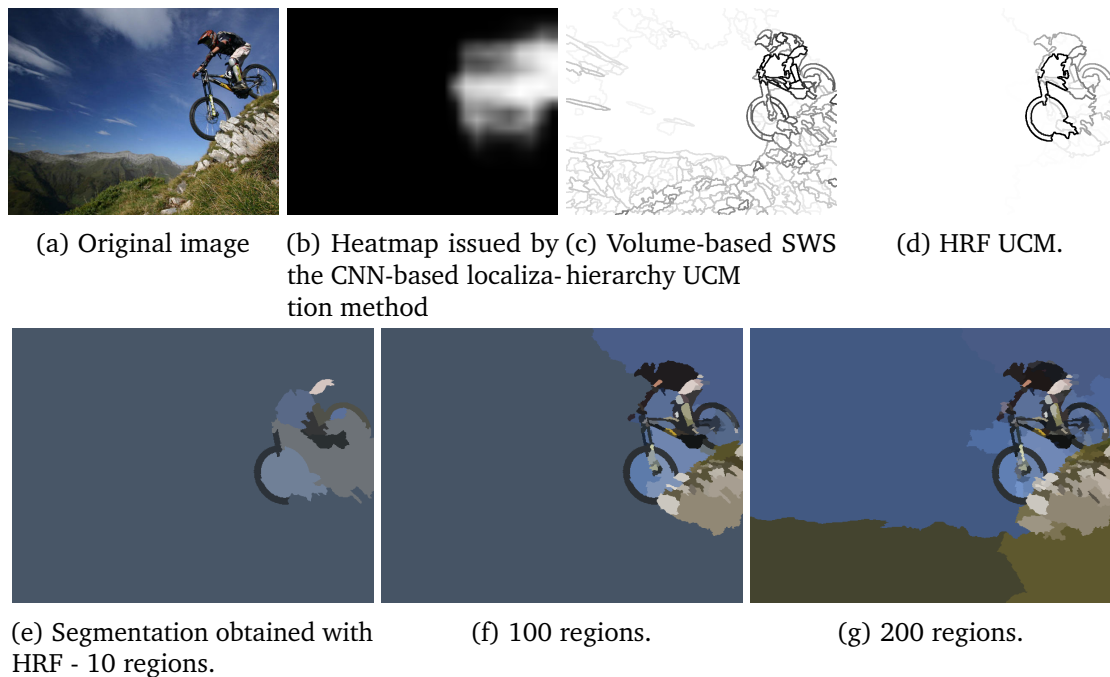 (a) Original image
(b) Heatmap issued by
the CNN-based localiza-
tion method
(c) Volume-based SWS
hierarchy UCM
(d) HRF UCM.
(e) Segmentation obtained with
HRF - 10 regions.
(f) 100 regions.
(g) 200 regions.